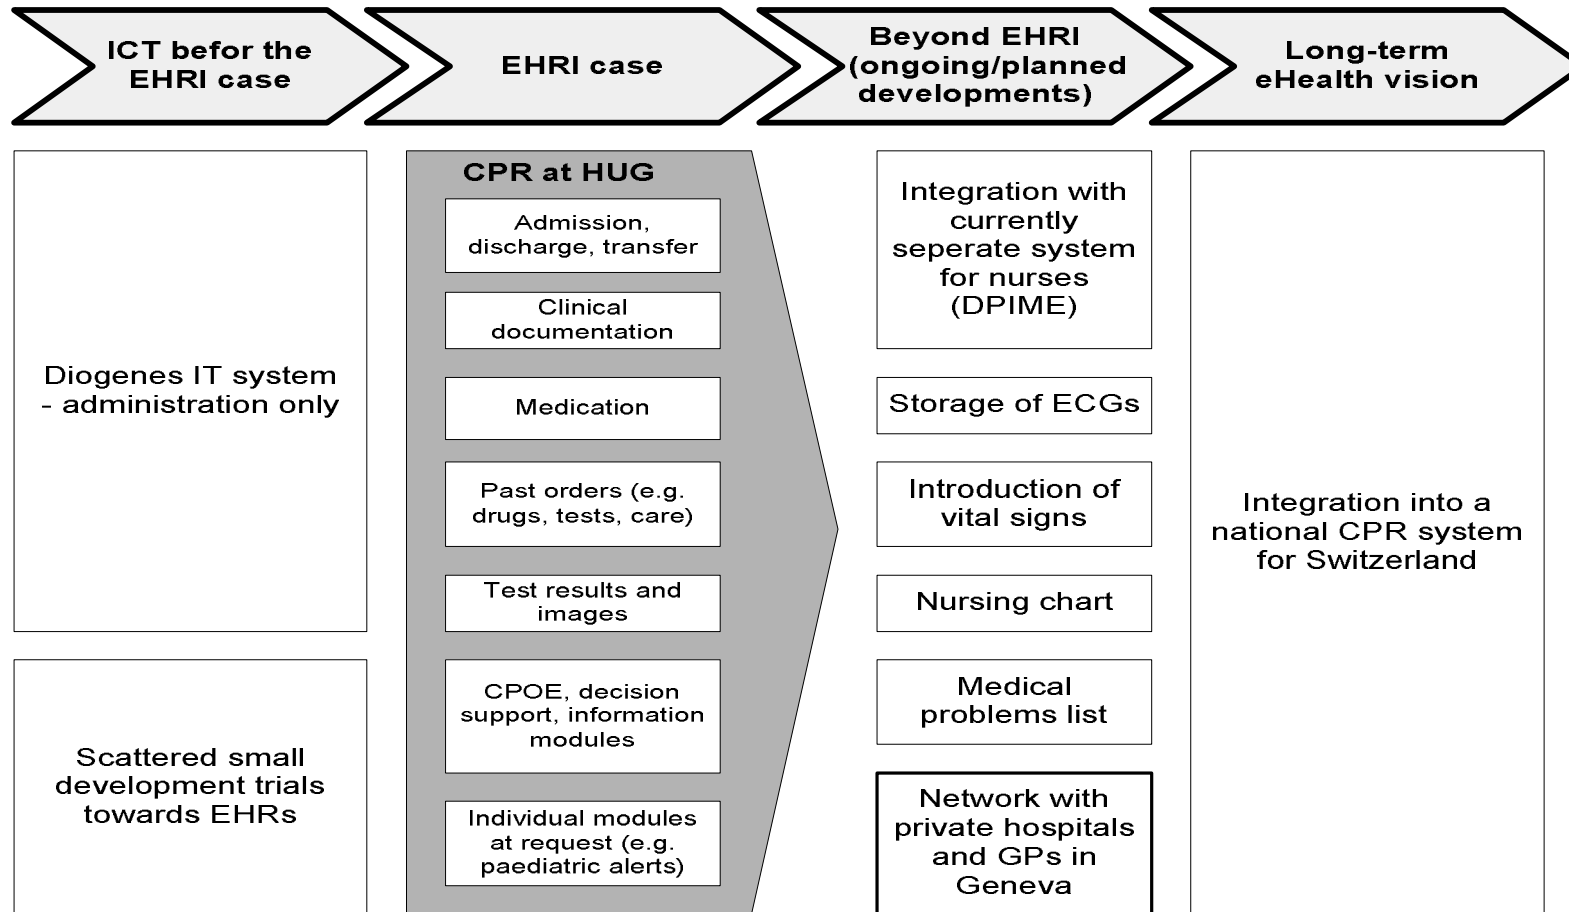 ICT befor the
EHRI case
EHRI case
Beyond EHRI
(ongoing/planned
developments)
Long-term
eHealth vision
Diogenes IT system
- administration only
Scattered small
development trials
towards EHRs
CPR at HUG
Admission,
discharge, transfer
Clinical
documentation
Medication
Past orders (e.g.
drugs, tests, care)
Test results and
images
CPOE, decision
support, information
modules
Individual modules
at request (e.g.
paediatric alerts)
Integration with
currently
seperate system
for nurses
(DPIME)
Storage of ECGs
Introduction of
vital signs
Nursing chart
Medical
problems list
Network with
private hospitals
and GPs in
Geneva
Integration into a
national CPR system
for Switzerland